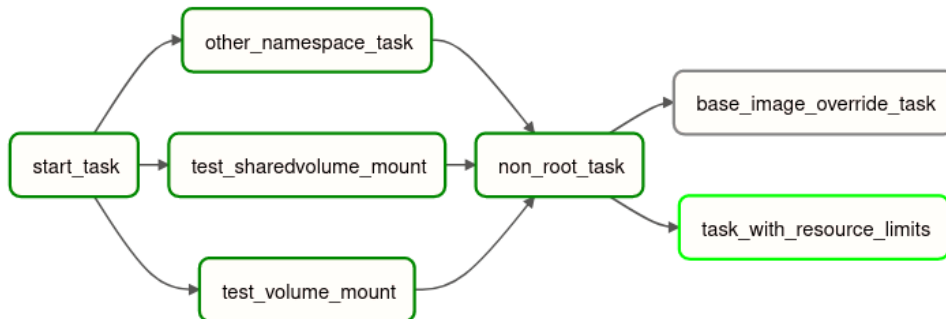 other_namespace_task
base_image_override_task
start_task
test_sharedvolume_mount
non_root_task
task_with_resource_limits
test_volume_mount